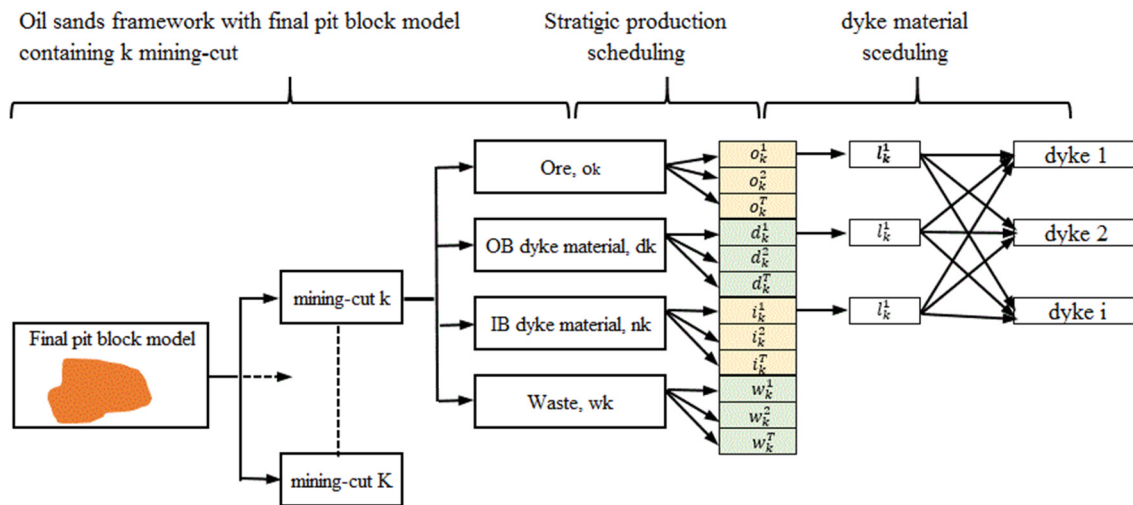 Oil sands framework with final pit block model
containing k mining-cut
Stratigic production
scheduling
dyke material
sceduling
Ore, ok
OB dyke material, dk
IB dyke material, nk
Waste, wk
mining-cut k
mining-cut K
Final pit block model
o_k^1
o_k^2
o_k^T
d_k^1
d_k^2
d_k^T
i_k^1
i_k^2
i_k^T
w_k^1
w_k^2
w_k^T
l_k^1
l_k^1
l_k^1
dyke 1
dyke 2
dyke i